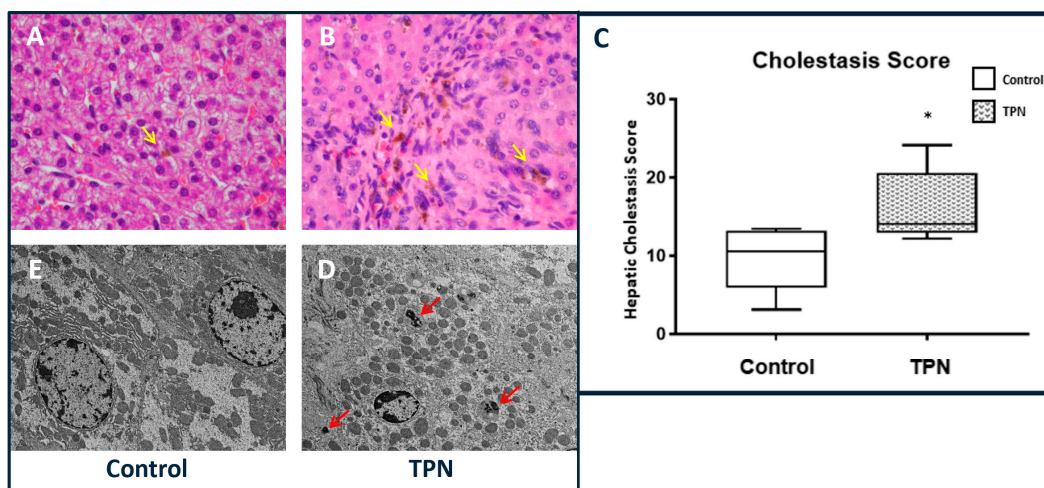 A
B
C
Cholestasis Score
Control
TPN
Hepatic Cholestasis Score
30
*
20
10
0
Control
TPN
E
D
Control
TPN